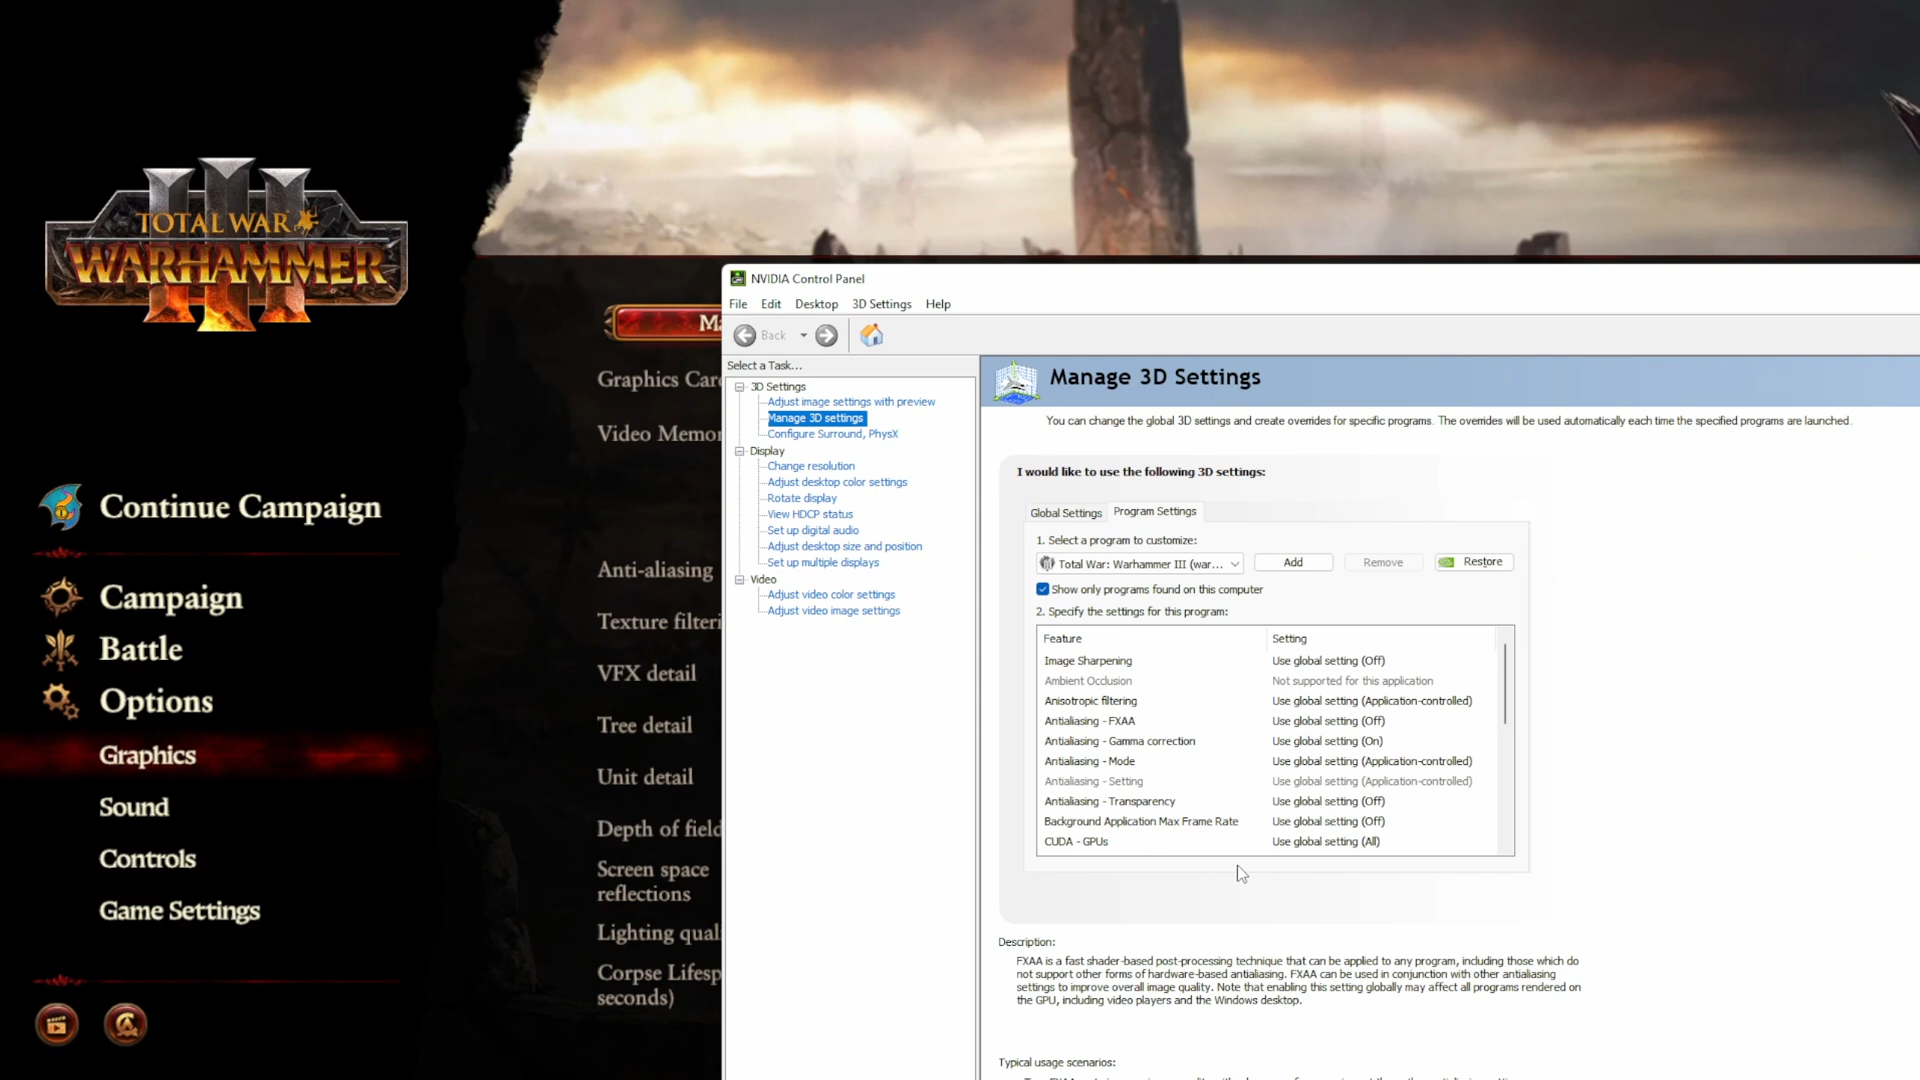 TOTAL WAR
WARHAMMER
III
Continue Campaign
Campaign
Battle
Options
Graphics
Sound
Controls
Game Settings
Graphics Car
Video Memor
Anti-aliasing
Texture filteri
VFX detail
Tree detail
Unit detail
Depth of field
Screen space
reflections
Lighting qual
Corpse Lifesp
seconds)
NVIDIA Control Panel
File Edit Desktop 3D Settings Help
Back
Select a Task...
3D Settings
Adjust image settings with preview
Manage 3D settings
Configure Surround, PhysX
Display
Change resolution
Adjust desktop color settings
Rotate display
View HDCP status
Set up digital audio
Adjust desktop size and position
Set up multiple displays
Video
Adjust video color settings
Adjust video image settings
Manage 3D Settings
You can change the global 3D settings and create overrides for specific programs. The overrides will be used automatically each time the specified programs are launched.
I would like to use the following 3D settings:
Global Settings Program Settings
1. Select a program to customize:
Total War: Warhammer III (war... Add Remove Restore
Show only programs found on this computer
2. Specify the settings for this program:
Feature Setting
Image Sharpening Use global setting (Off)
Ambient Occlusion Not supported for this application
Anisotropic filtering Use global setting (Application-controlled)
Antialiasing - FXAA Use global setting (Off)
Antialiasing - Gamma correction Use global setting (On)
Antialiasing - Mode Use global setting (Application-controlled)
Antialiasing - Setting Use global setting (Application-controlled)
Antialiasing - Transparency Use global setting (Off)
Background Application Max Frame Rate Use global setting (Off)
CUDA - GPUs Use global setting (All)
Description:
FXAA is a fast shader-based post-processing technique that can be applied to any program, including those which do
not support other forms of hardware-based antialiasing. FXAA can be used in conjunction with other antialiasing
settings to improve overall image quality. Note that enabling this setting globally may affect all programs rendered on
the GPU, including video players and the Windows desktop.
Typical usage scenarios: